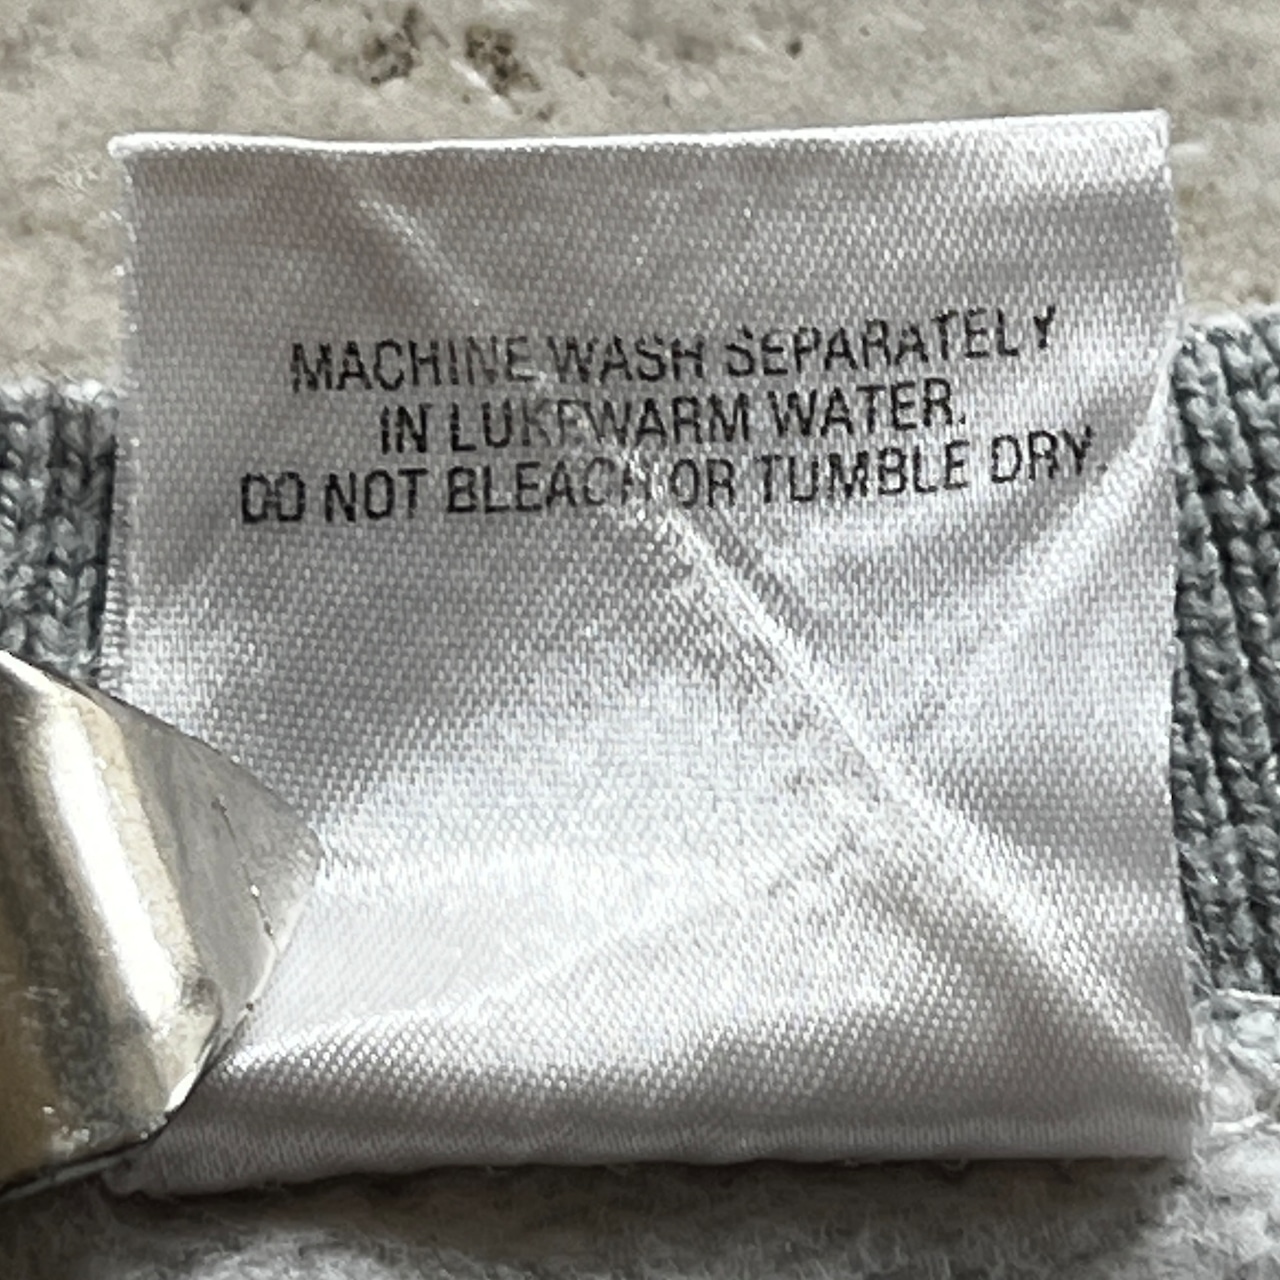 MACHINE WASH SEPARATELY
IN LUKEWARM WATER.
DO NOT BLEACH OR TUMBLE DRY.